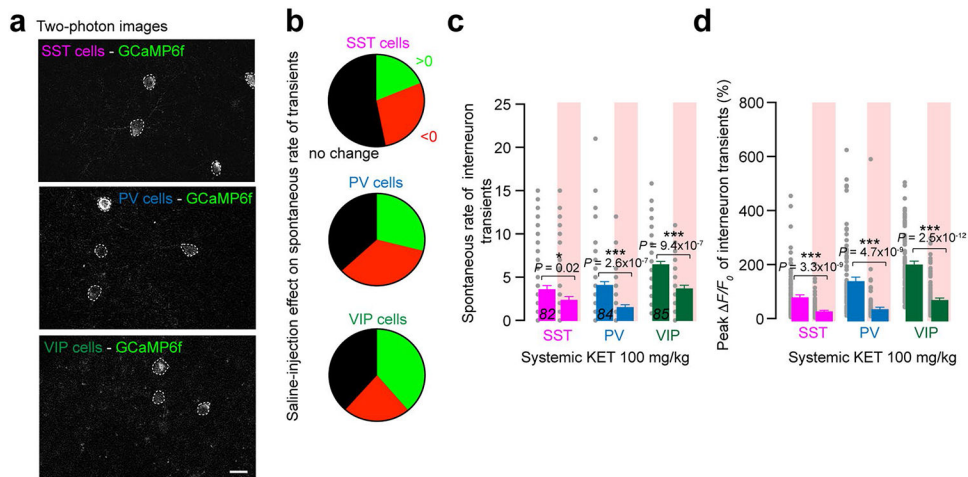 a
Two-photon images
SST cells - GCaMP6f
PV cells - GCaMP6f
VIP cells - GCaMP6f
b
Saline-injection effect on spontaneous rate of transients
SST cells
>0
<0
no change
PV cells
VIP cells
c
Spontaneous rate of interneuron
transients
25
20
15
10
5
0
*
P = 0.02
***
P = 2.6x10-7
***
P = 9.4x10-7
82
84
85
SST PV VIP
Systemic KET 100 mg/kg
d
Peak ΔF/F0 of interneuron transients (%)
800
600
400
200
0
***
P = 3.3x10-9
***
P = 4.7x10-9
***
P = 2.5x10-12
SST PV VIP
Systemic KET 100 mg/kg